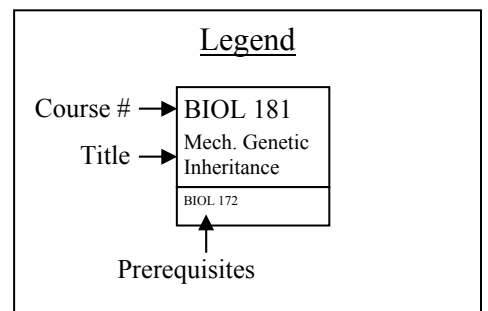 Legend
Course #
BIOL 181
Title
Mech. Genetic
Inheritance
BIOL 172
Prerequisites